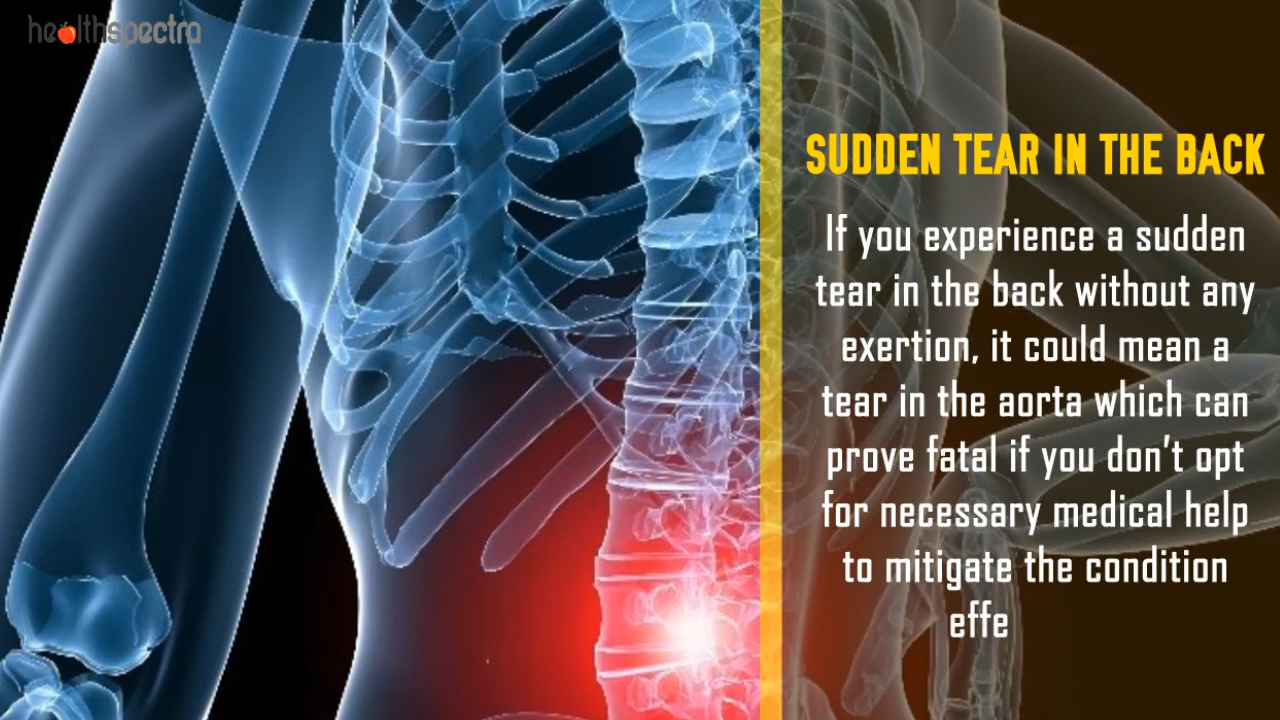 healthspectra
SUDDEN TEAR IN THE BACK
If you experience a sudden
tear in the back without any
exertion, it could mean a
tear in the aorta which can
prove fatal if you don't opt
for necessary medical help
to mitigate the condition
effe